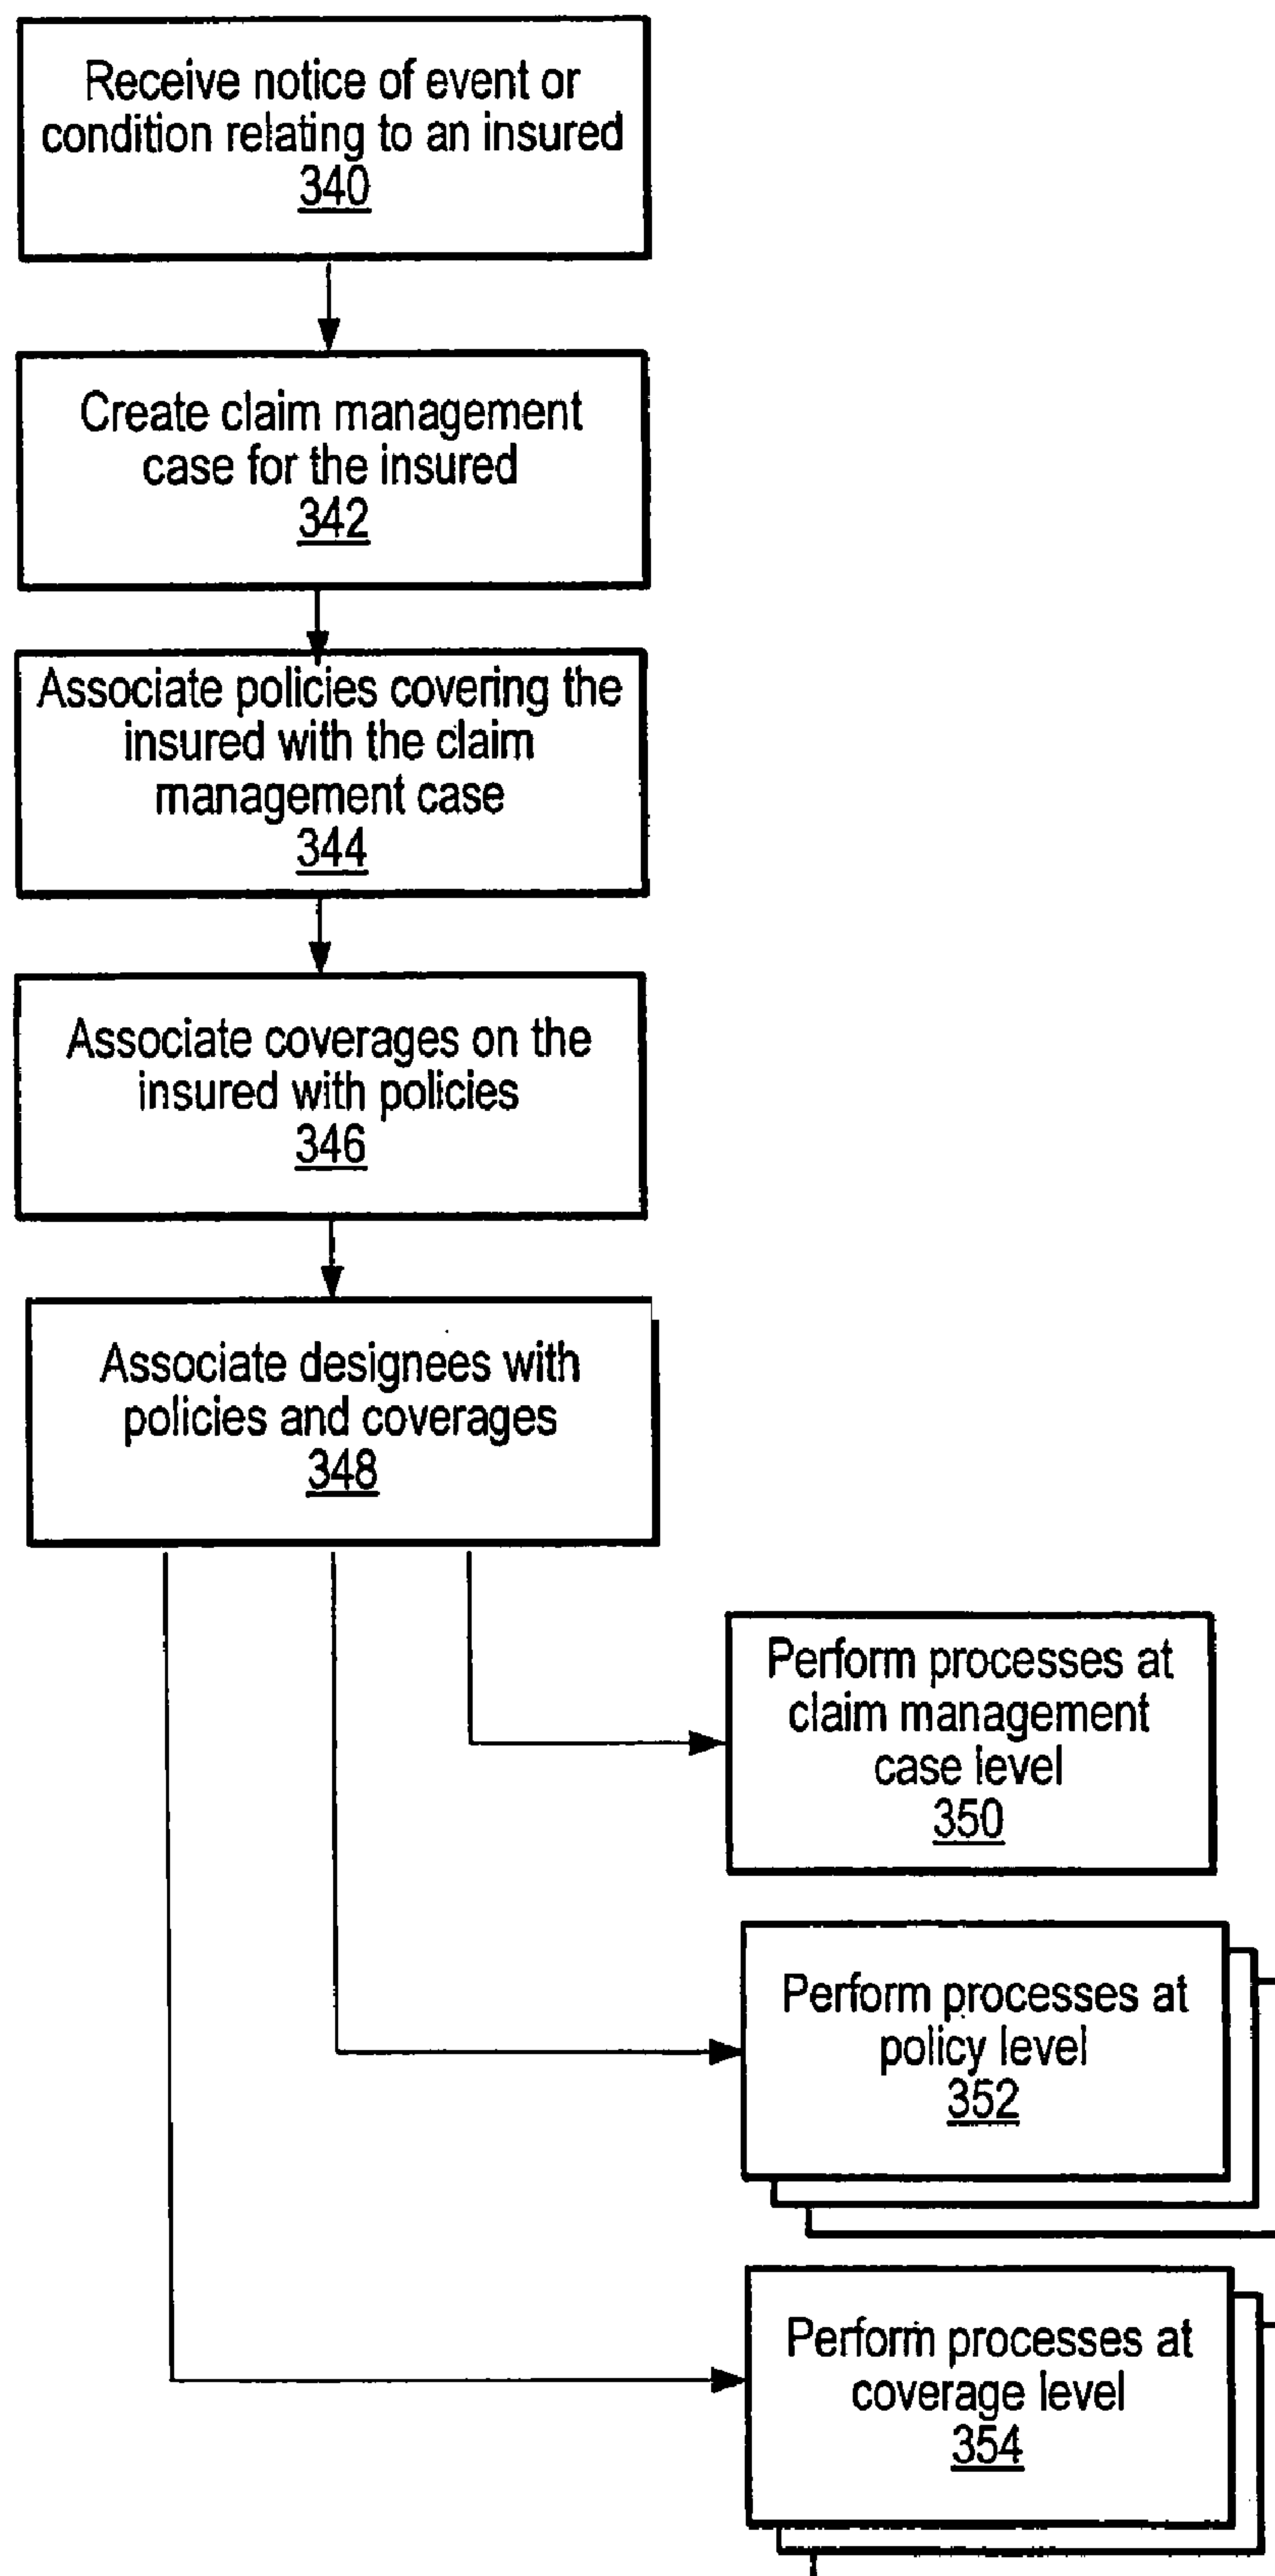 Receive notice of event or
condition relating to an insured
340
Create claim management
case for the insured
342
Associate policies covering the
insured with the claim
management case
344
Associate coverages on the
insured with policies
346
Associate designees with
policies and coverages
348
Perform processes at
claim management
case level
350
Perform processes at
policy level
352
Perform processes at
coverage level
354